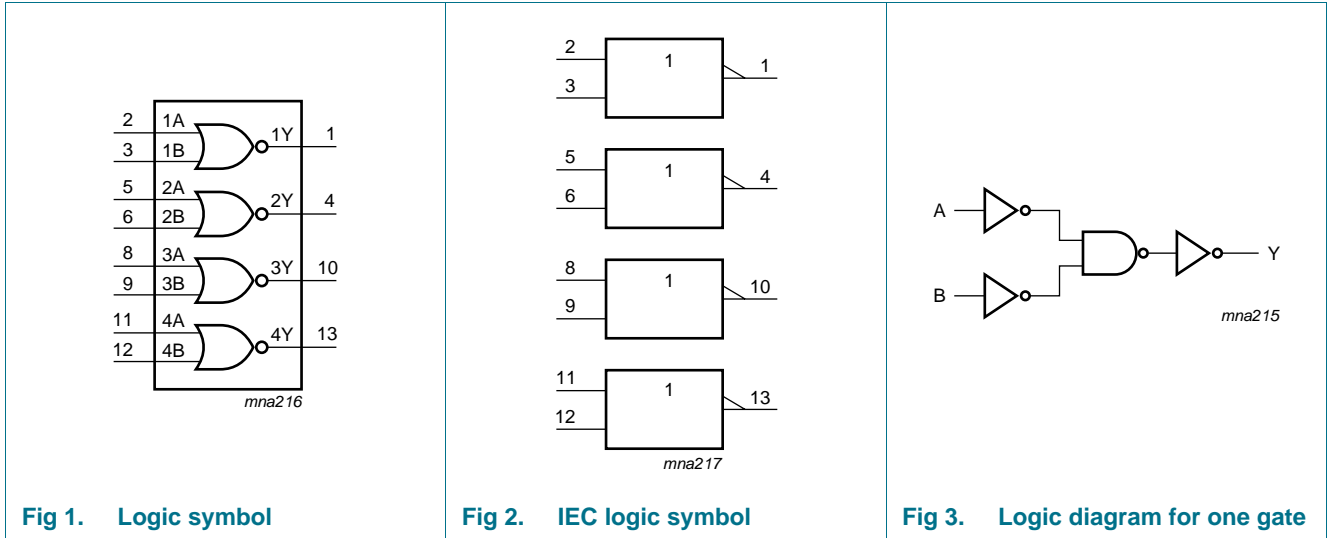 2 1A 1Y 1
3 1B
5 2A 2Y 4
6 2B
8 3A 3Y 10
9 3B
11 4A 4Y 13
12 4B
mna216
Fig 1. Logic symbol
2 1 1
3
5 1 4
6
8 1 10
9
11 1 13
12
mna217
Fig 2. IEC logic symbol
A
Y
B
mna215
Fig 3. Logic diagram for one gate